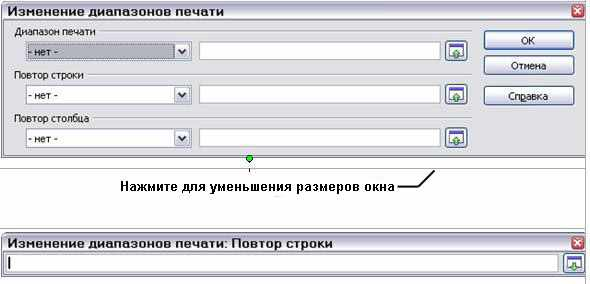 Изменение диапазонов печати
Диапазон печати
- нет -
ОК
Отмена
Повтор строки
- нет -
Справка
Повтор столбца
- нет -
Нажмите для уменьшения размеров окна
Изменение диапазонов печати: Повтор строки